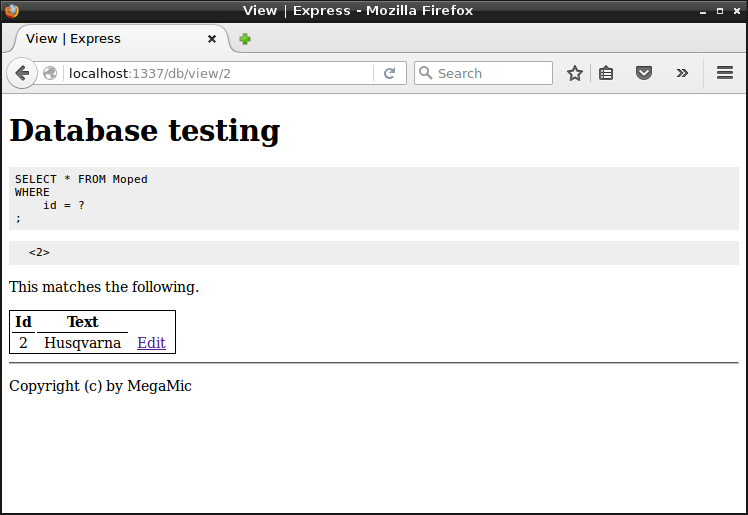 View | Express - Mozilla Firefox
View | Express
localhost:1337/db/view/2
Search
Database testing
SELECT * FROM Moped
WHERE
    id = ?
;
<2>
This matches the following.
Id Text
2 Husqvarna Edit
Copyright (c) by MegaMic